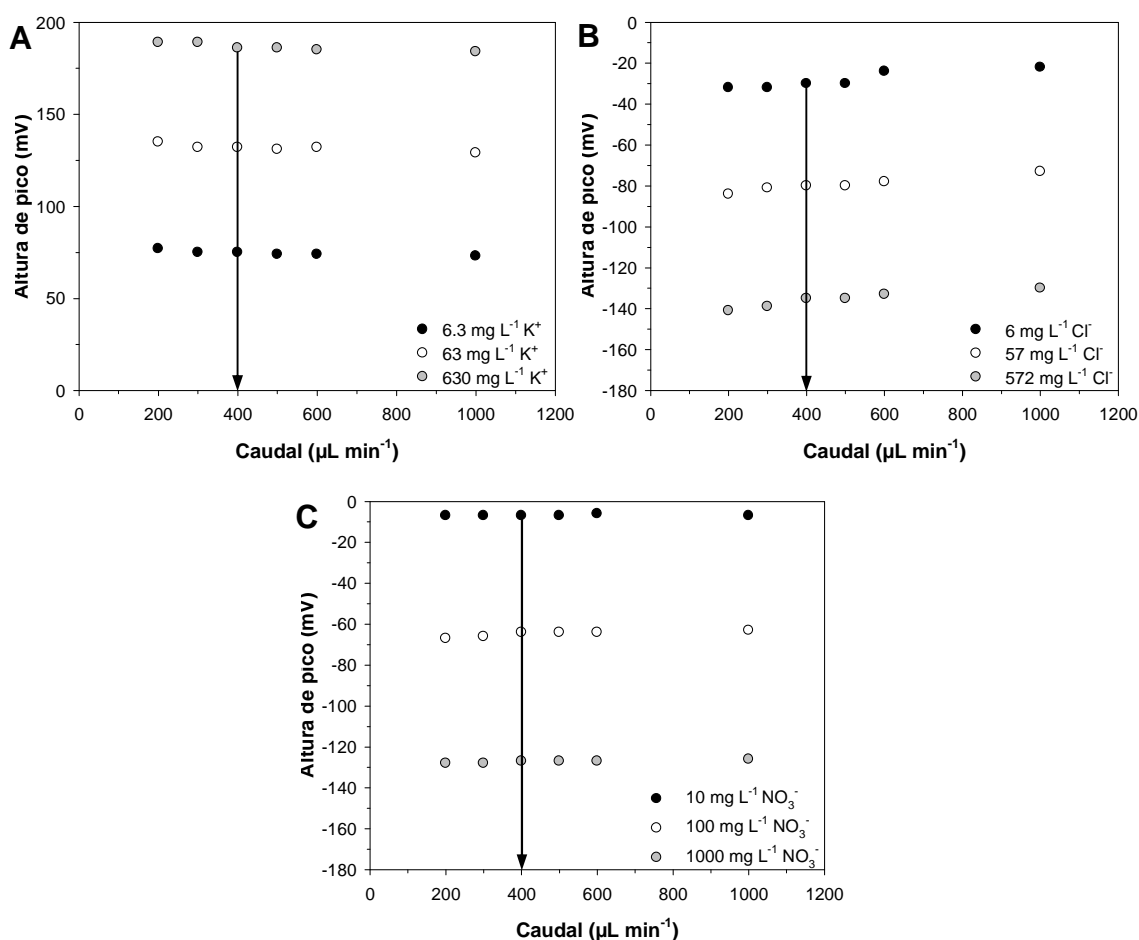 A
Altura de pico (mV)
200
150
100
50
0
0 200 400 600 800 1000 1200
Caudal (µL min⁻¹)
6.3 mg L⁻¹ K⁺
63 mg L⁻¹ K⁺
630 mg L⁻¹ K⁺
B
Altura de pico (mV)
0
-20
-40
-60
-80
-100
-120
-140
-160
-180
0 200 400 600 800 1000 1200
Caudal (µL min⁻¹)
6 mg L⁻¹ Cl⁻
57 mg L⁻¹ Cl⁻
572 mg L⁻¹ Cl⁻
C
Altura de pico (mV)
0
-20
-40
-60
-80
-100
-120
-140
-160
-180
0 200 400 600 800 1000 1200
Caudal (µL min⁻¹)
10 mg L⁻¹ NO₃⁻
100 mg L⁻¹ NO₃⁻
1000 mg L⁻¹ NO₃⁻